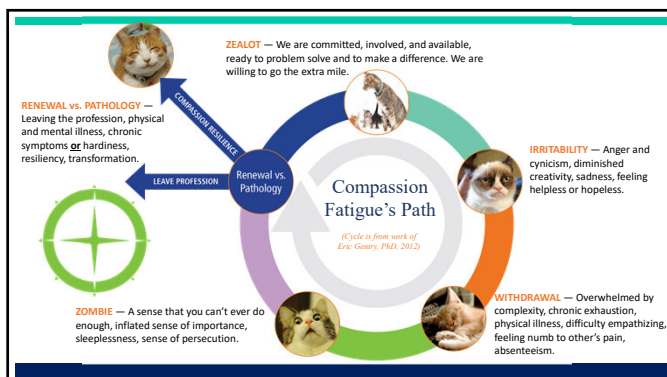 ZEALOT — We are committed, involved, and available,
ready to problem solve and to make a difference. We are
willing to go the extra mile.
COMPASSION RESILIENCE
RENEWAL vs. PATHOLOGY —
Leaving the profession, physical
and mental illness, chronic
symptoms or hardiness,
resiliency, transformation.
IRRITABILITY — Anger and
cynicism, diminished
creativity, sadness, feeling
helpless or hopeless.
LEAVE PROFESSION
Renewal vs.
Pathology
Compassion
Fatigue's Path
(Cycle is from work of
Eric Gentry, PhD, 2012)
ZOMBIE — A sense that you can't ever do
enough, inflated sense of importance,
sleeplessness, sense of persecution.
WITHDRAWAL — Overwhelmed by
complexity, chronic exhaustion,
physical illness, difficulty empathizing,
feeling numb to other's pain,
absenteeism.